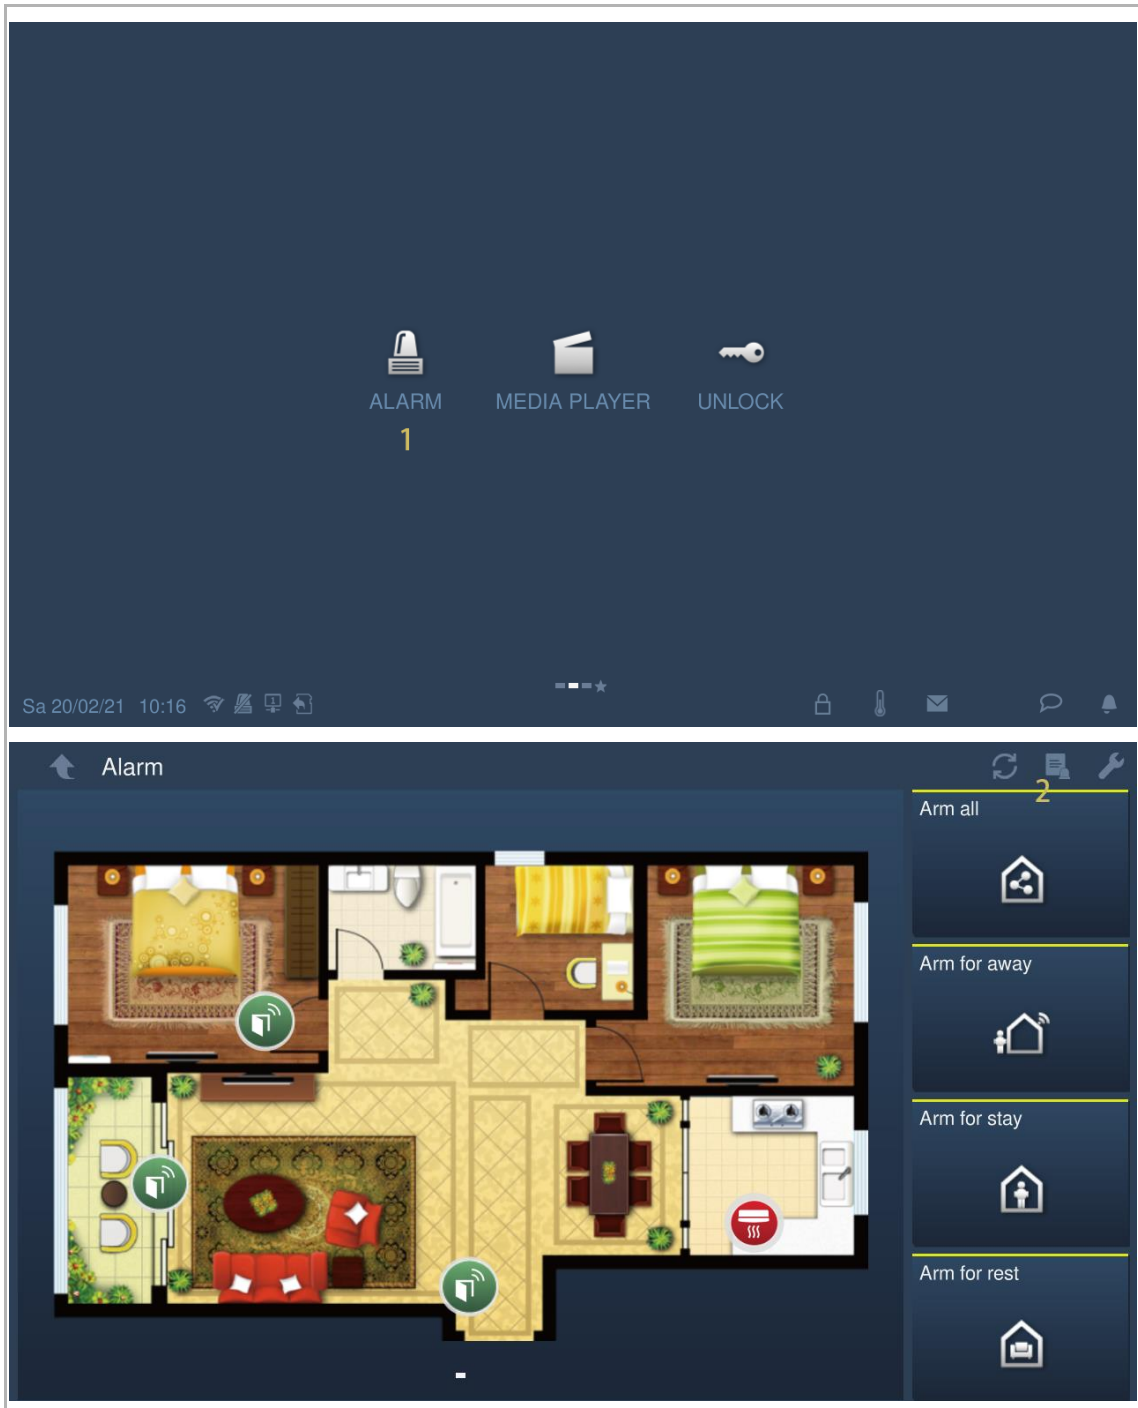 ALARM MEDIA PLAYER UNLOCK
1
Sa 20/02/21 10:16 1
Alarm
2
Arm all
Arm for away
Arm for stay
Arm for rest